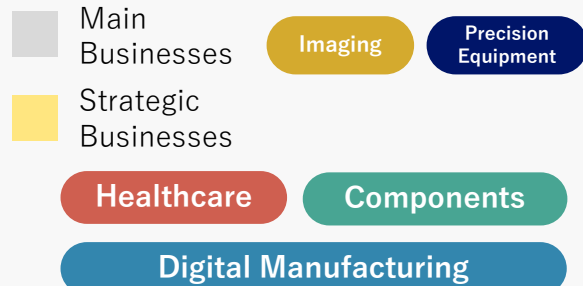 Main
Businesses
Imaging
Precision
Equipment
Strategic
Businesses
Healthcare
Components
Digital Manufacturing